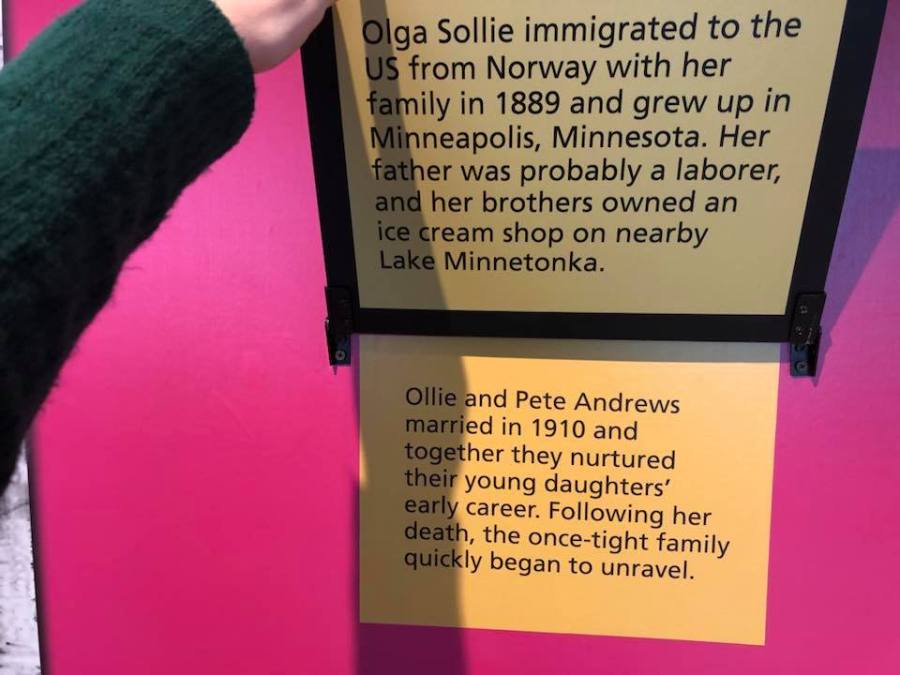 Olga Sollie immigrated to the
US from Norway with her
family in 1889 and grew up in
Minneapolis, Minnesota. Her
father was probably a laborer,
and her brothers owned an
ice cream shop on nearby
Lake Minnetonka.
Ollie and Pete Andrews
married in 1910 and
together they nurtured
their young daughters’
early career. Following her
death, the once-tight family
quickly began to unravel.